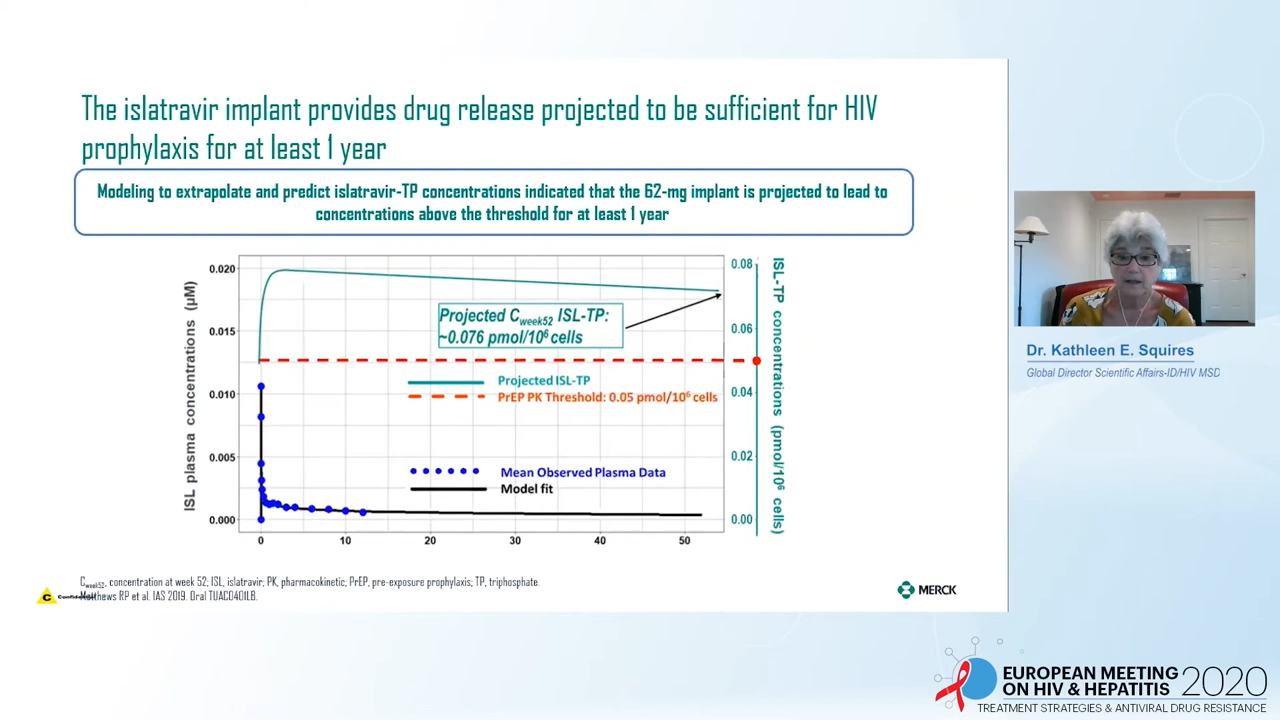 The islatravir implant provides drug release projected to be sufficient for HIV
prophylaxis for at least 1 year
Modeling to extrapolate and predict islatravir-TP concentrations indicated that the 62-mg implant is projected to lead to
concentrations above the threshold for at least 1 year
ISL plasma concentrations (µM)
0.020
0.015
0.010
0.005
0.000
Projected Cweek52 ISL-TP:
~0.076 pmol/10⁶ cells
Projected ISL-TP
PrEP PK Threshold: 0.05 pmol/10⁶ cells
Mean Observed Plasma Data
Model fit
0 10 20 30 40 50
0.08
0.06
0.04
0.02
0.00
ISL-TP concentrations (pmol/10⁶ cells)
Cweek52, concentration at week 52; ISL, islatravir; PK, pharmacokinetic; PrEP, pre-exposure prophylaxis; TP, triphosphate.
Matthews RP et al. IAS 2019. Oral TUAC0401LB.
C
MERCK
Dr. Kathleen E. Squires
Global Director Scientific Affairs-ID/HIV MSD
EUROPEAN MEETING
ON HIV & HEPATITIS 2020
TREATMENT STRATEGIES & ANTIVIRAL DRUG RESISTANCE